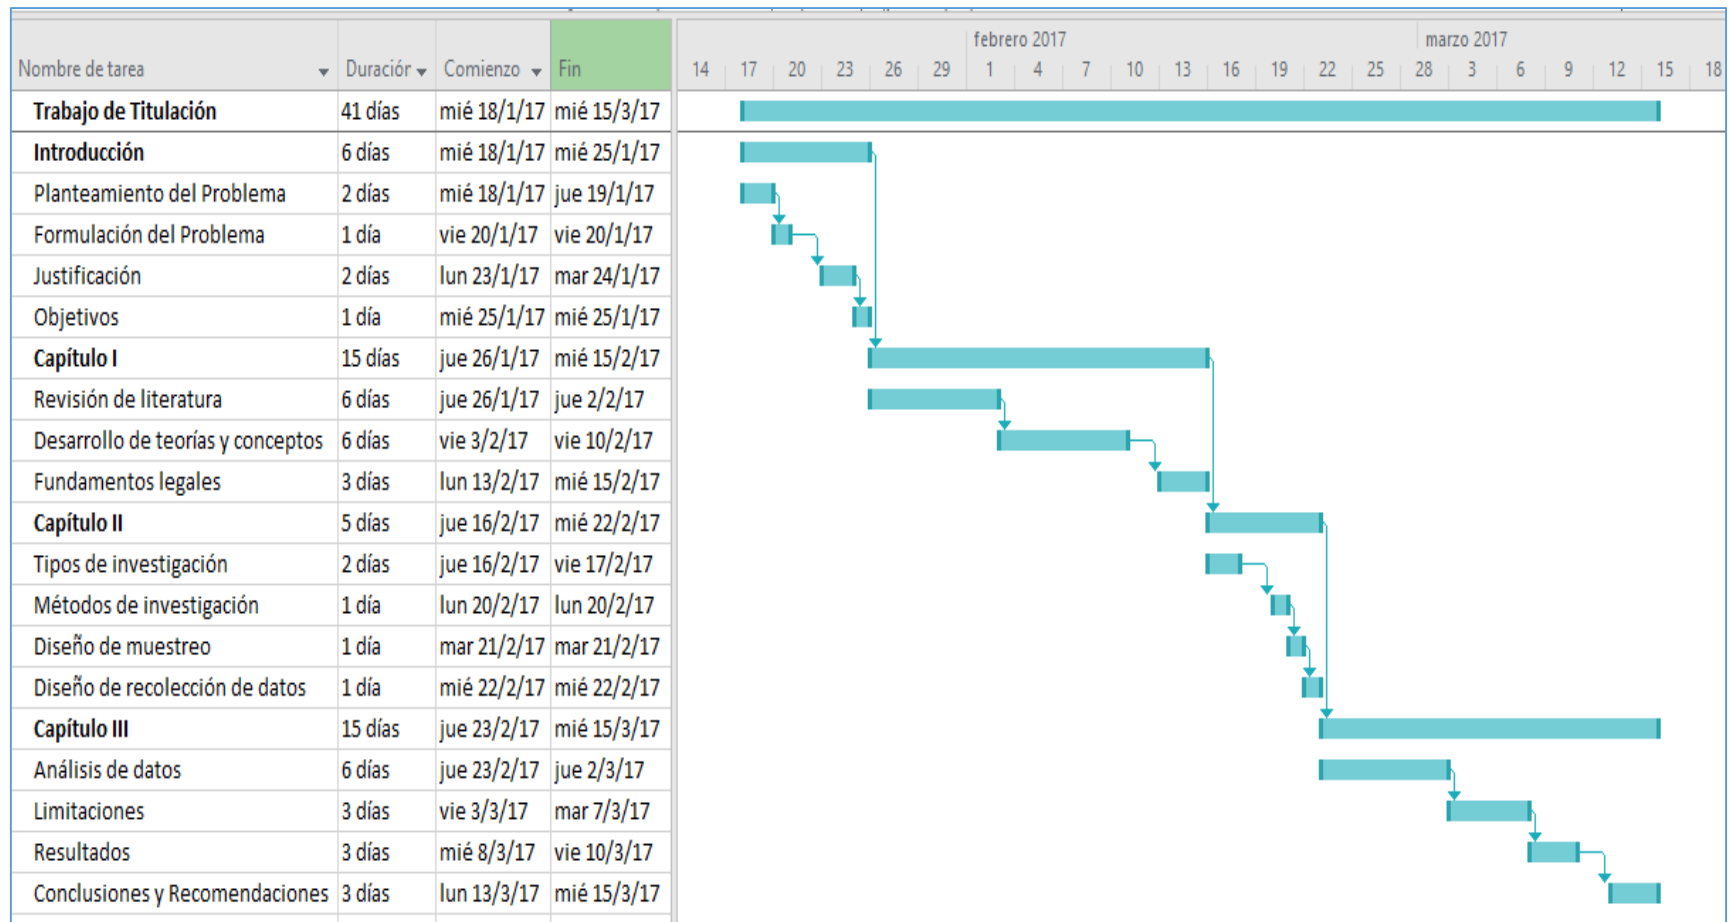 febrero 2017 marzo 2017
Nombre de tarea Duración Comienzo Fin 14 17 20 23 26 29 1 4 7 10 13 16 19 22 25 28 3 6 9 12 15 18
Trabajo de Titulación 41 días mié 18/1/17 mié 15/3/17
Introducción 6 días mié 18/1/17 mié 25/1/17
Planteamiento del Problema 2 días mié 18/1/17 jue 19/1/17
Formulación del Problema 1 día vie 20/1/17 vie 20/1/17
Justificación 2 días lun 23/1/17 mar 24/1/17
Objetivos 1 día mié 25/1/17 mié 25/1/17
Capítulo I 15 días jue 26/1/17 mié 15/2/17
Revisión de literatura 6 días jue 26/1/17 jue 2/2/17
Desarrollo de teorías y conceptos 6 días vie 3/2/17 vie 10/2/17
Fundamentos legales 3 días lun 13/2/17 mié 15/2/17
Capítulo II 5 días jue 16/2/17 mié 22/2/17
Tipos de investigación 2 días jue 16/2/17 vie 17/2/17
Métodos de investigación 1 día lun 20/2/17 lun 20/2/17
Diseño de muestreo 1 día mar 21/2/17 mar 21/2/17
Diseño de recolección de datos 1 día mié 22/2/17 mié 22/2/17
Capítulo III 15 días jue 23/2/17 mié 15/3/17
Análisis de datos 6 días jue 23/2/17 jue 2/3/17
Limitaciones 3 días vie 3/3/17 mar 7/3/17
Resultados 3 días mié 8/3/17 vie 10/3/17
Conclusiones y Recomendaciones 3 días lun 13/3/17 mié 15/3/17